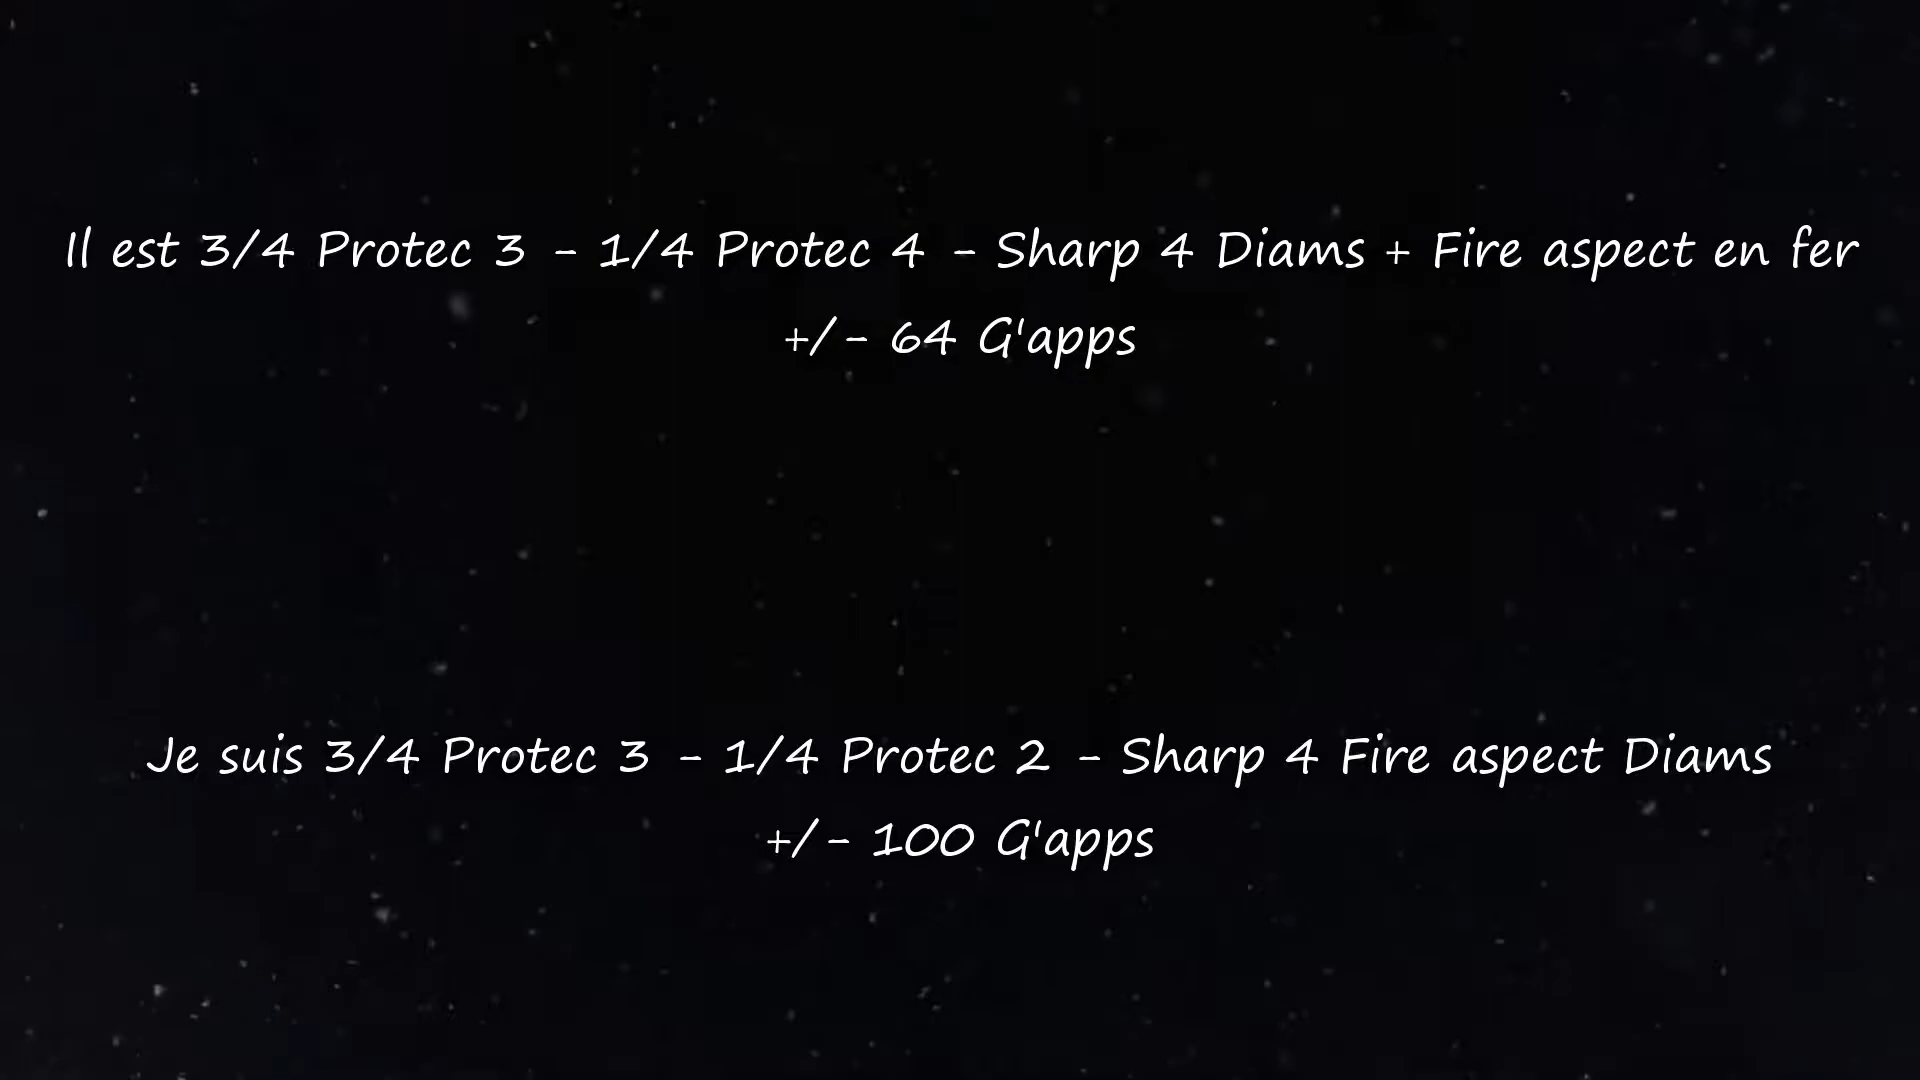 Il est 3/4 Protec 3 - 1/4 Protec 4 - Sharp 4 Diams + Fire aspect en fer
+/- 64 G'apps
Je suis 3/4 Protec 3 - 1/4 Protec 2 - Sharp 4 Fire aspect Diams
+/- 100 G'apps